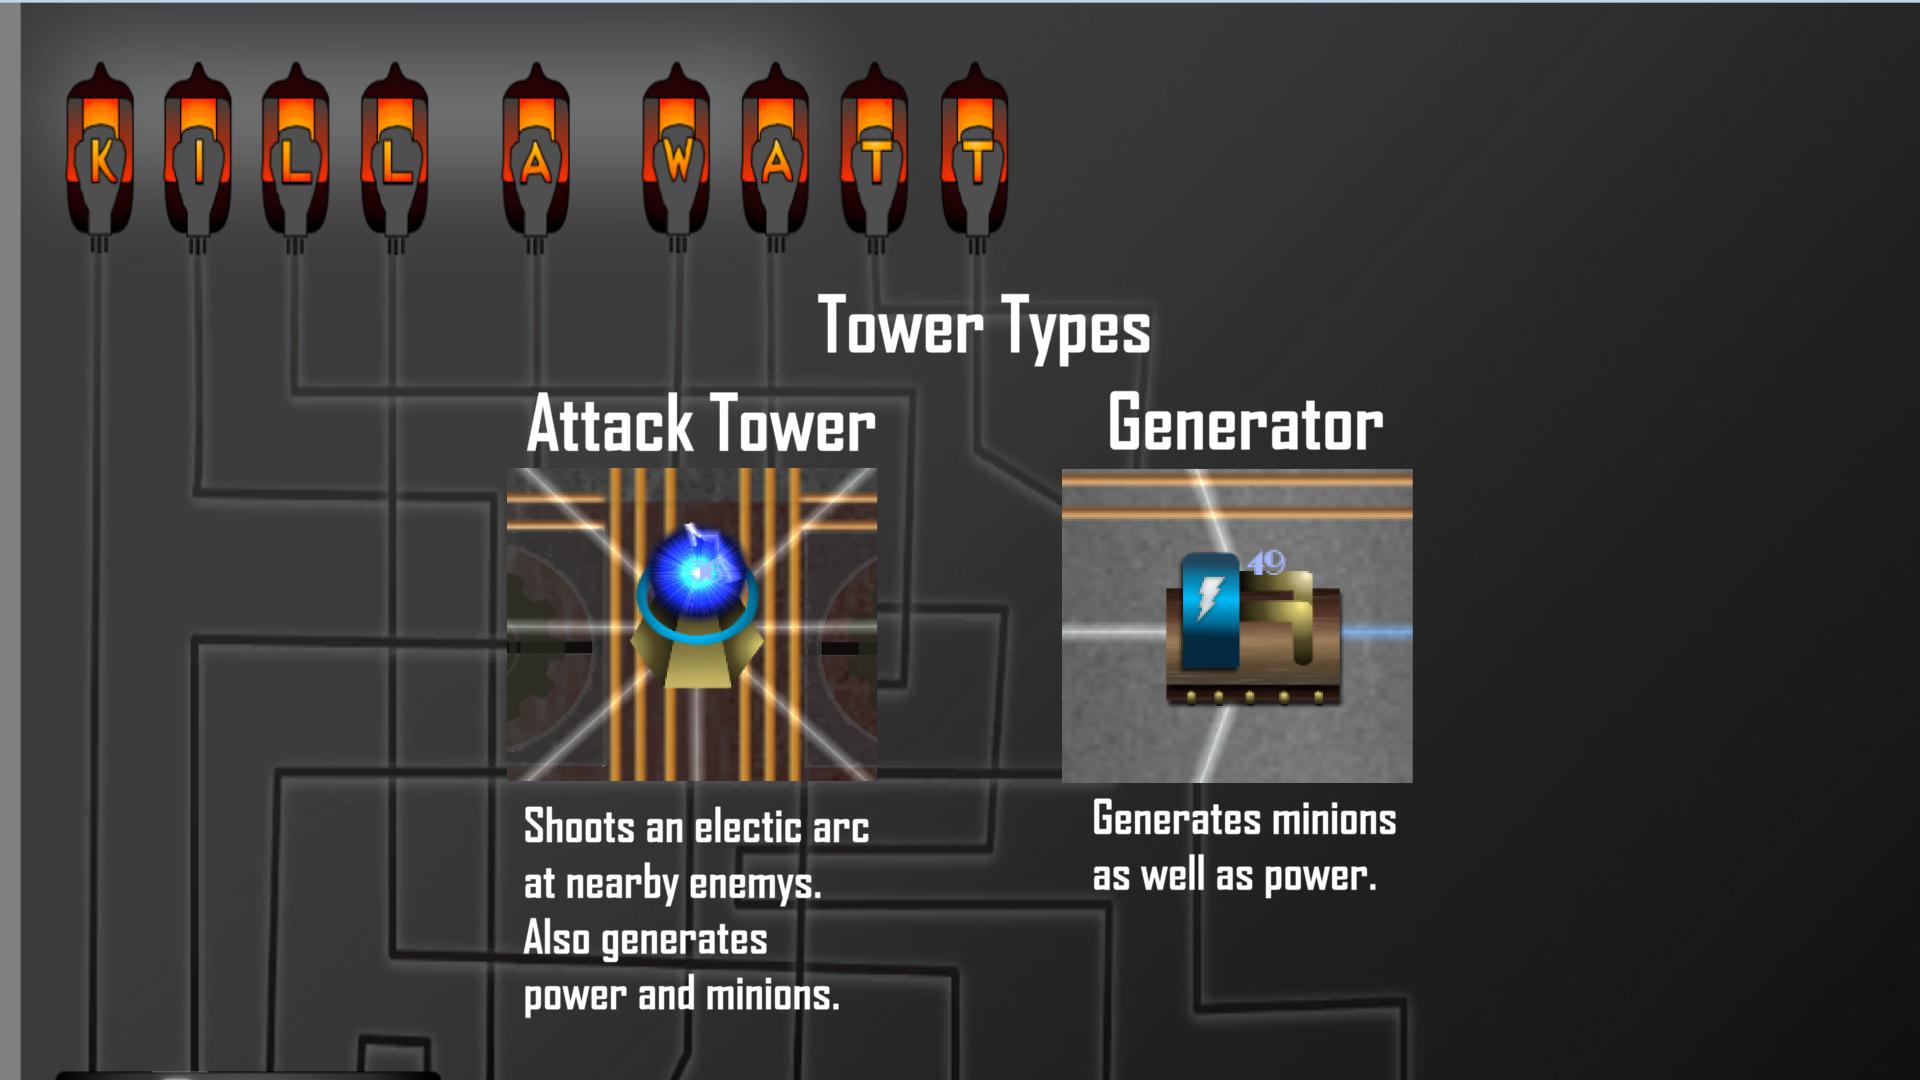 KILL A WATT
Tower Types
Attack Tower
Generator
49
Shoots an electic arc
at nearby enemys.
Also generates
power and minions.
Generates minions
as well as power.